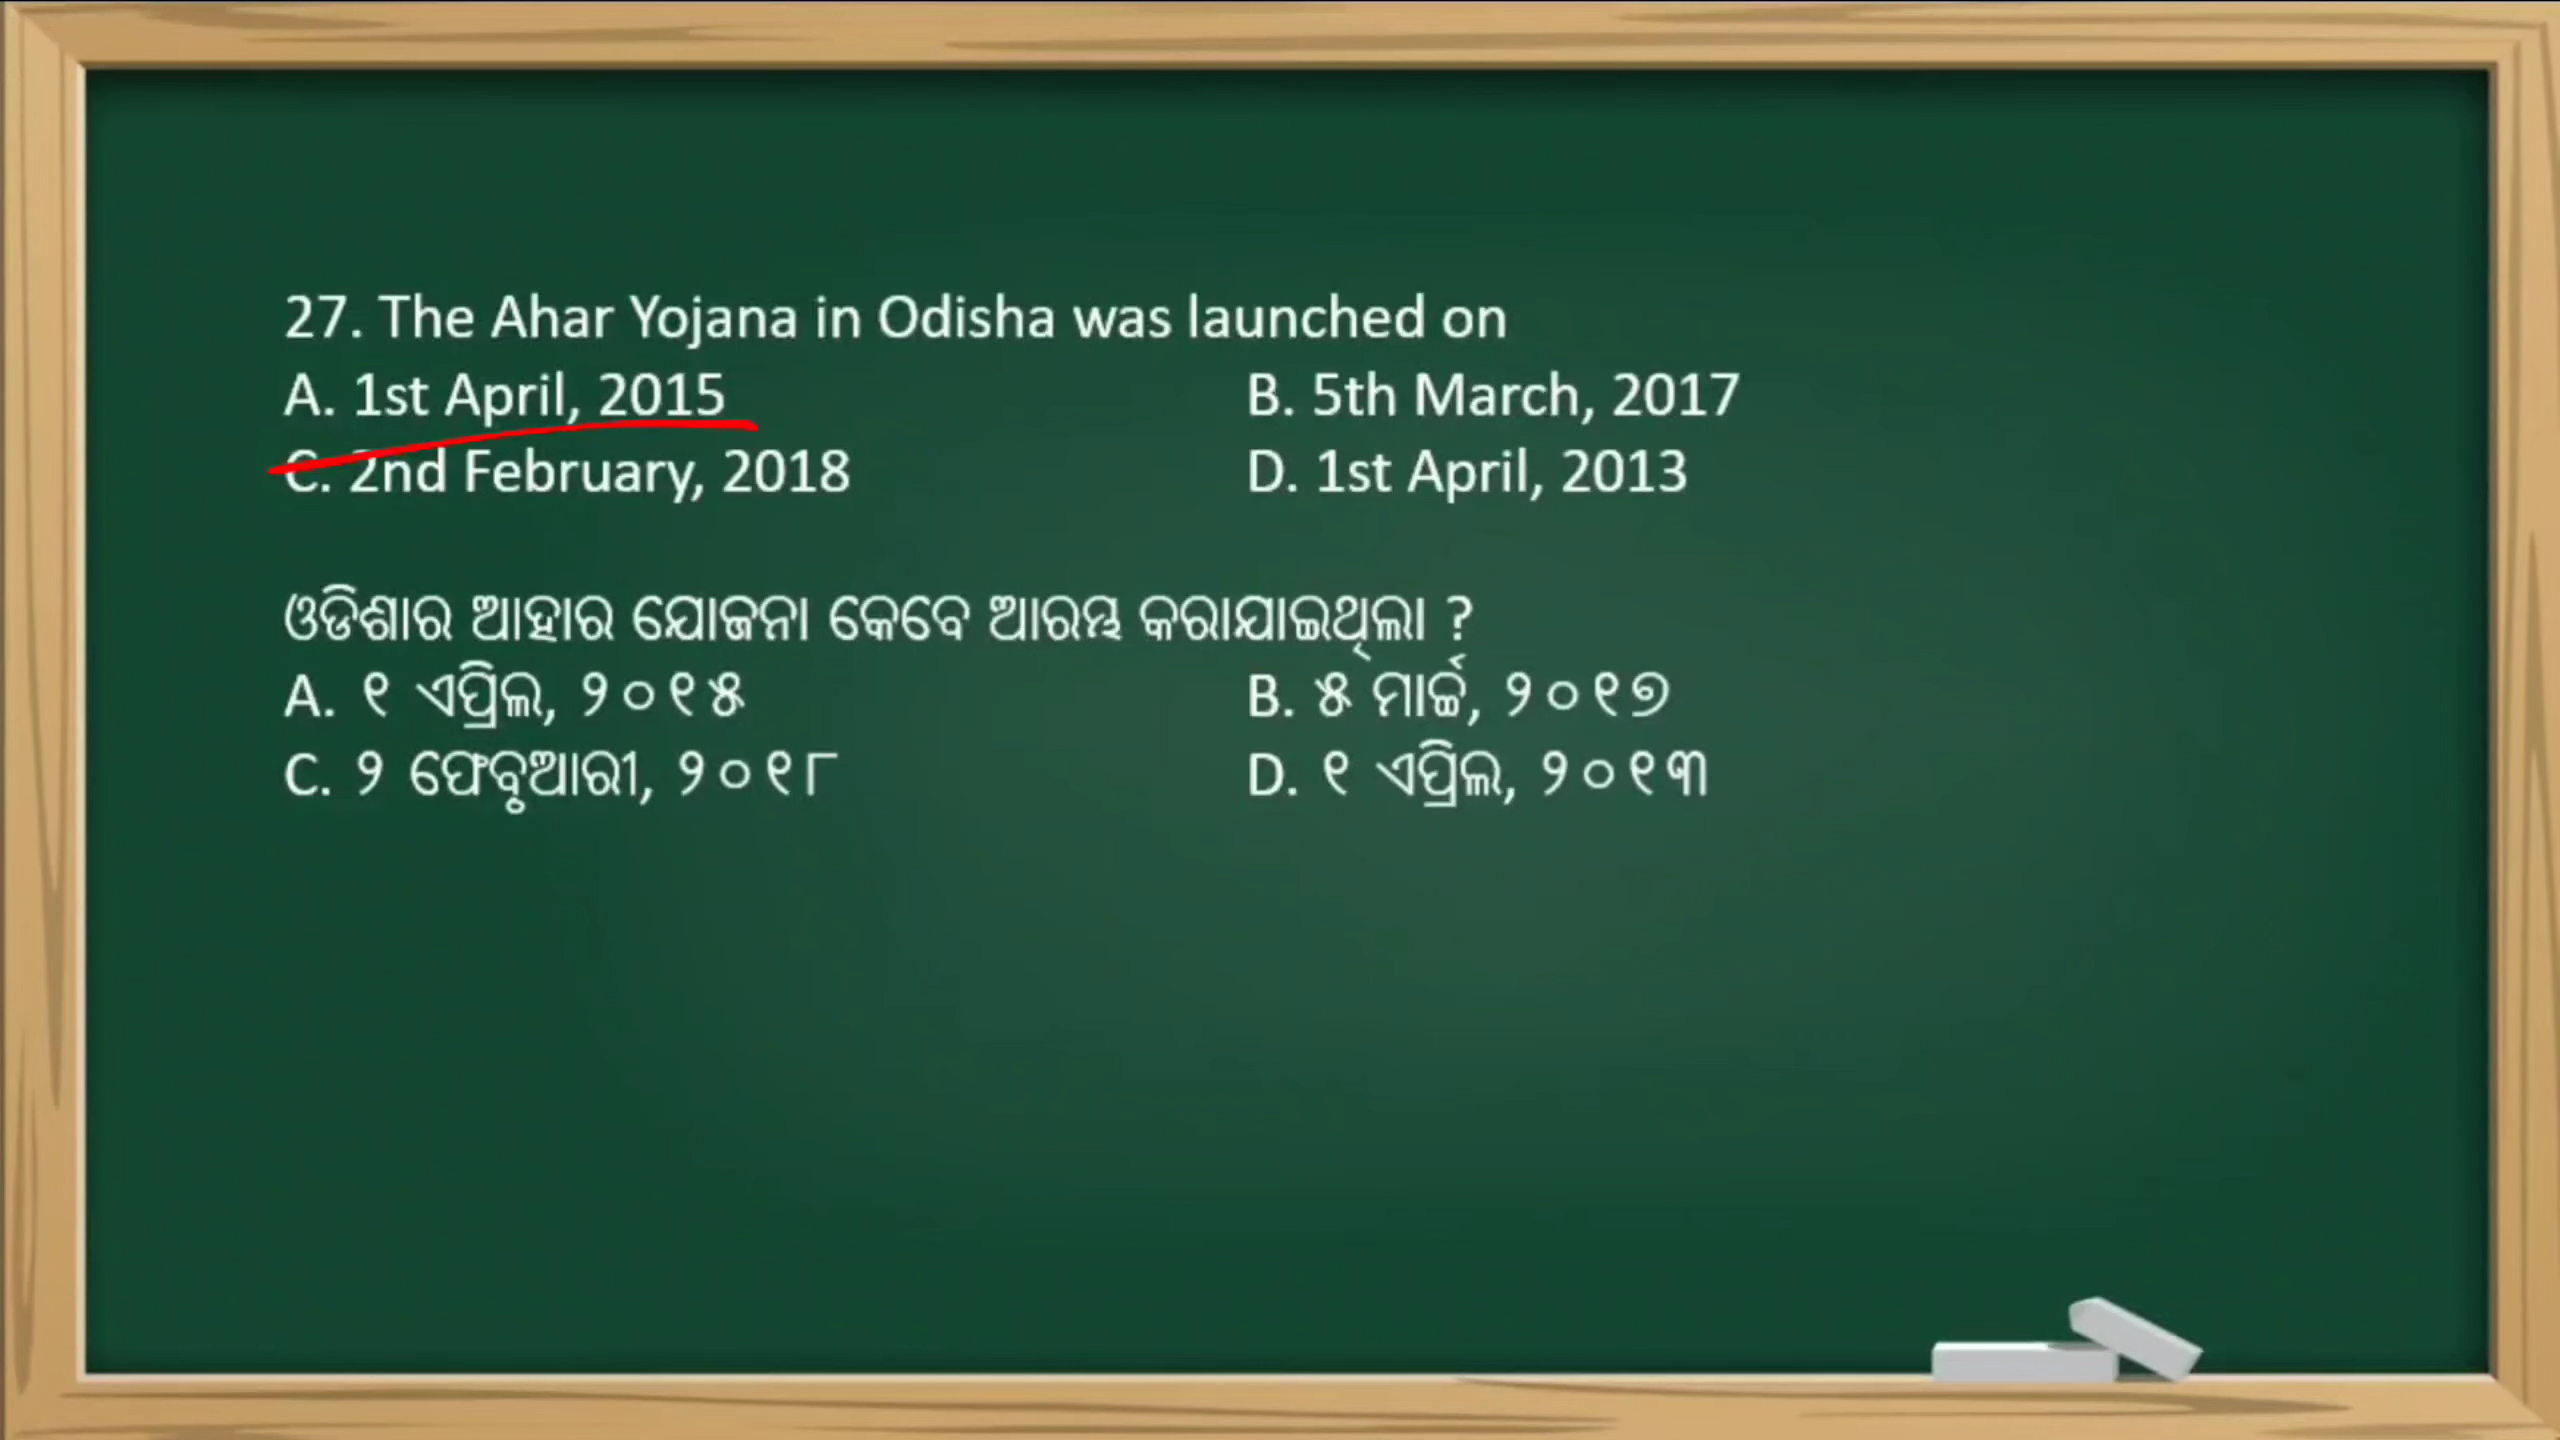 27. The Ahar Yojana in Odisha was launched on
A. 1st April, 2015 B. 5th March, 2017
C. 2nd February, 2018 D. 1st April, 2013
ଓଡିଶାର ଆହାର ଯୋଜନା କେବେ ଆରମ୍ଭ କରାଯାଇଥିଲା ?
A. ୧ ଏପ୍ରିଲ, ୨୦୧୫ B. ୫ ମାର୍ଚ୍ଚ, ୨୦୧୭
C. ୨ ଫେବୃଆରୀ, ୨୦୧୮ D. ୧ ଏପ୍ରିଲ, ୨୦୧୩